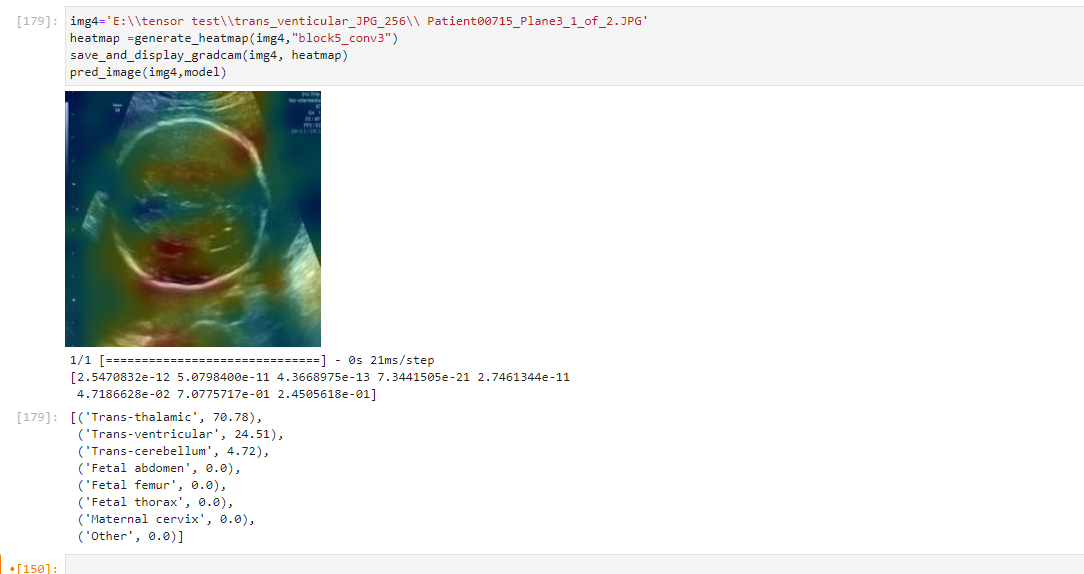 [179]: img4='E:\\tensor test\\trans_venticular_JPG_256\\ Patient00715_Plane3_1_of_2.JPG'
heatmap =generate_heatmap(img4,"block5_conv3")
save_and_display_gradcam(img4, heatmap)
pred_image(img4,model)
1/1 [==============================] - 0s 21ms/step
[2.5470832e-12 5.0798400e-11 4.3668975e-13 7.3441505e-21 2.7461344e-11
4.7186628e-02 7.0775717e-01 2.4505618e-01]
[179]: [('Trans-thalamic', 70.78),
('Trans-ventricular', 24.51),
('Trans-cerebellum', 4.72),
('Fetal abdomen', 0.0),
('Fetal femur', 0.0),
('Fetal thorax', 0.0),
('Maternal cervix', 0.0),
('Other', 0.0)]
•[150]: